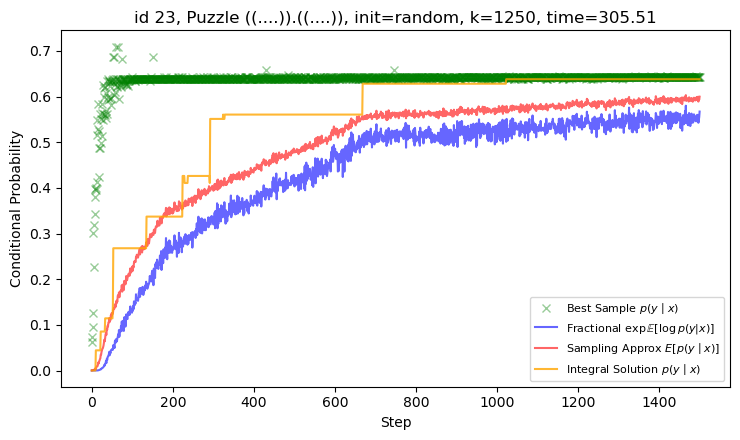 id 23, Puzzle ((....)).((....)), init=random, k=1250, time=305.51
Conditional Probability
0.7
0.6
0.5
0.4
0.3
0.2
0.1
0.0
Best Sample p(y | x)
Fractional exp𝔼[log p(y|x)]
Sampling Approx E[p(y | x)]
Integral Solution p(y | x)
0 200 400 600 800 1000 1200 1400
Step